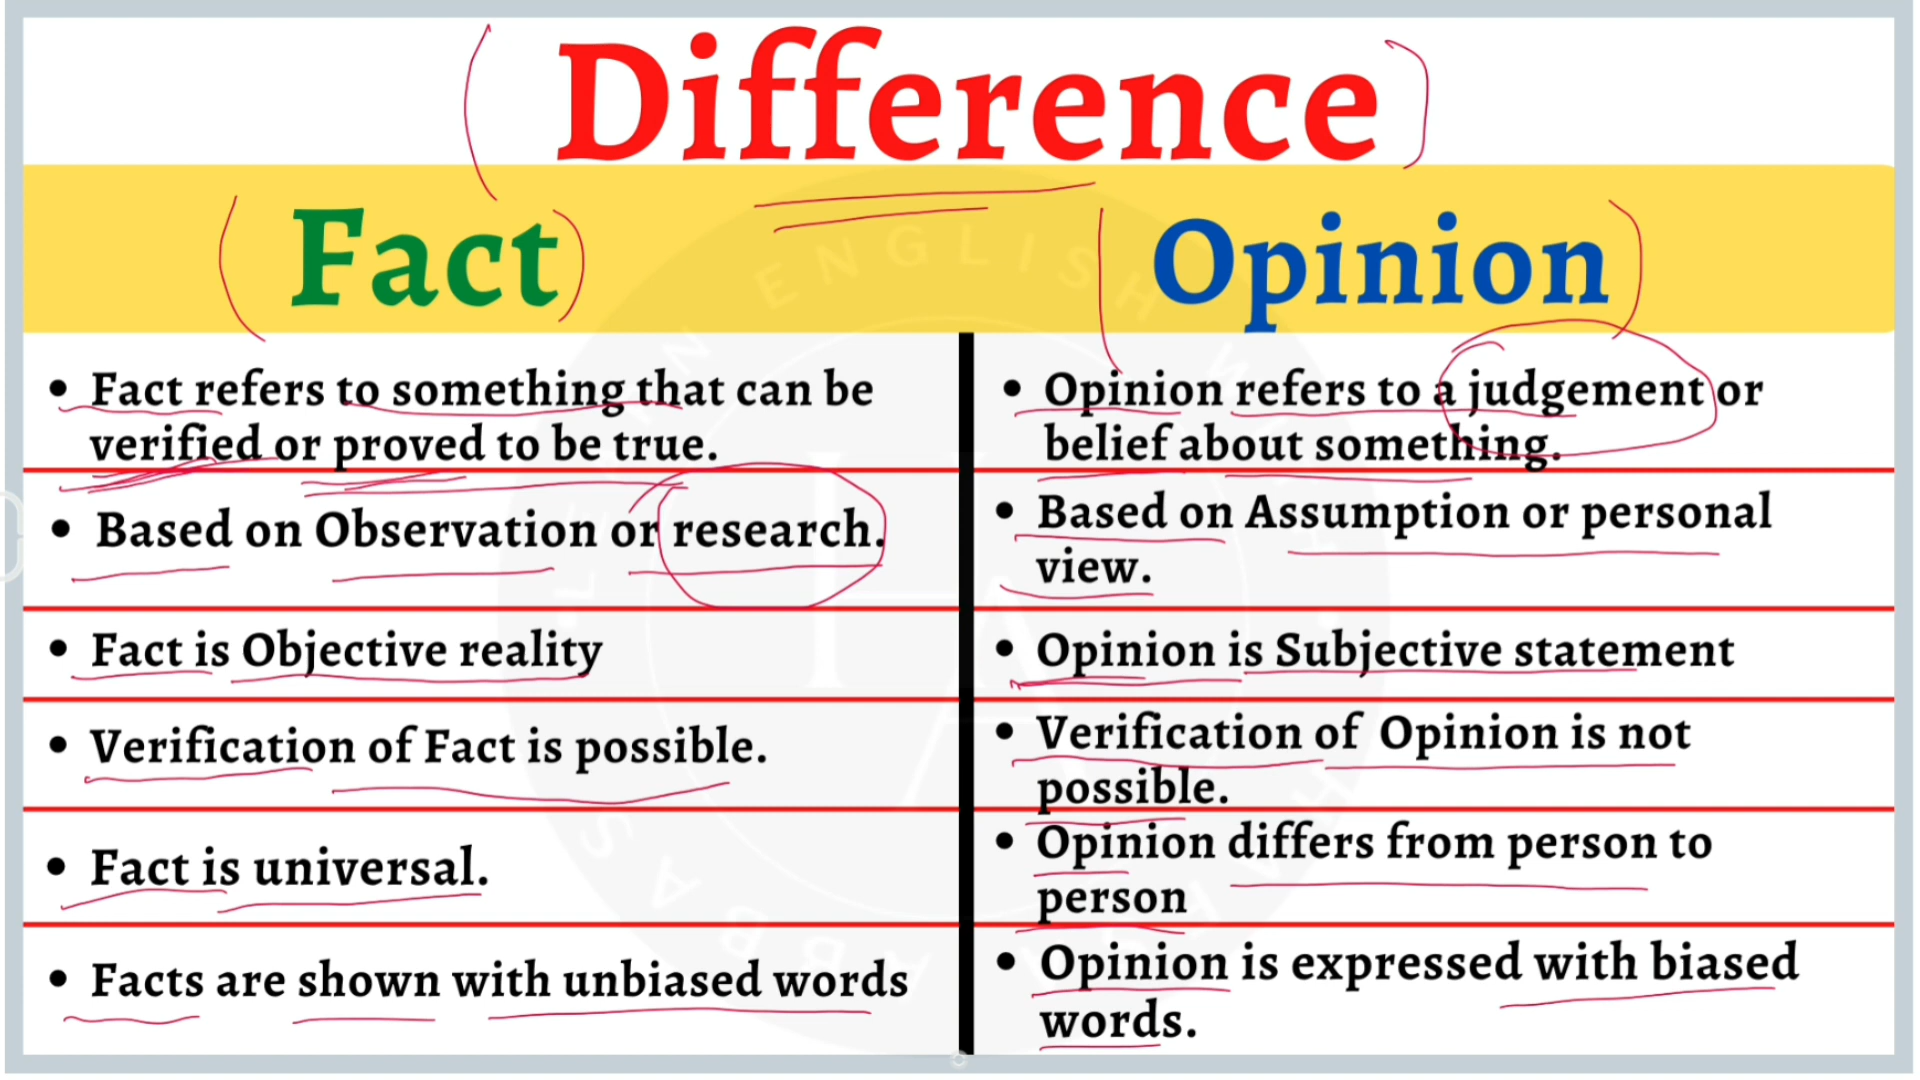 Difference
Fact
Opinion
• Fact refers to something that can be
verified or proved to be true.
• Opinion refers to a judgement or
belief about something.
• Based on Observation or research.
• Based on Assumption or personal
view.
• Fact is Objective reality
• Opinion is Subjective statement
• Verification of Fact is possible.
• Verification of Opinion is not
possible.
• Fact is universal.
• Opinion differs from person to
person
• Facts are shown with unbiased words
• Opinion is expressed with biased
words.